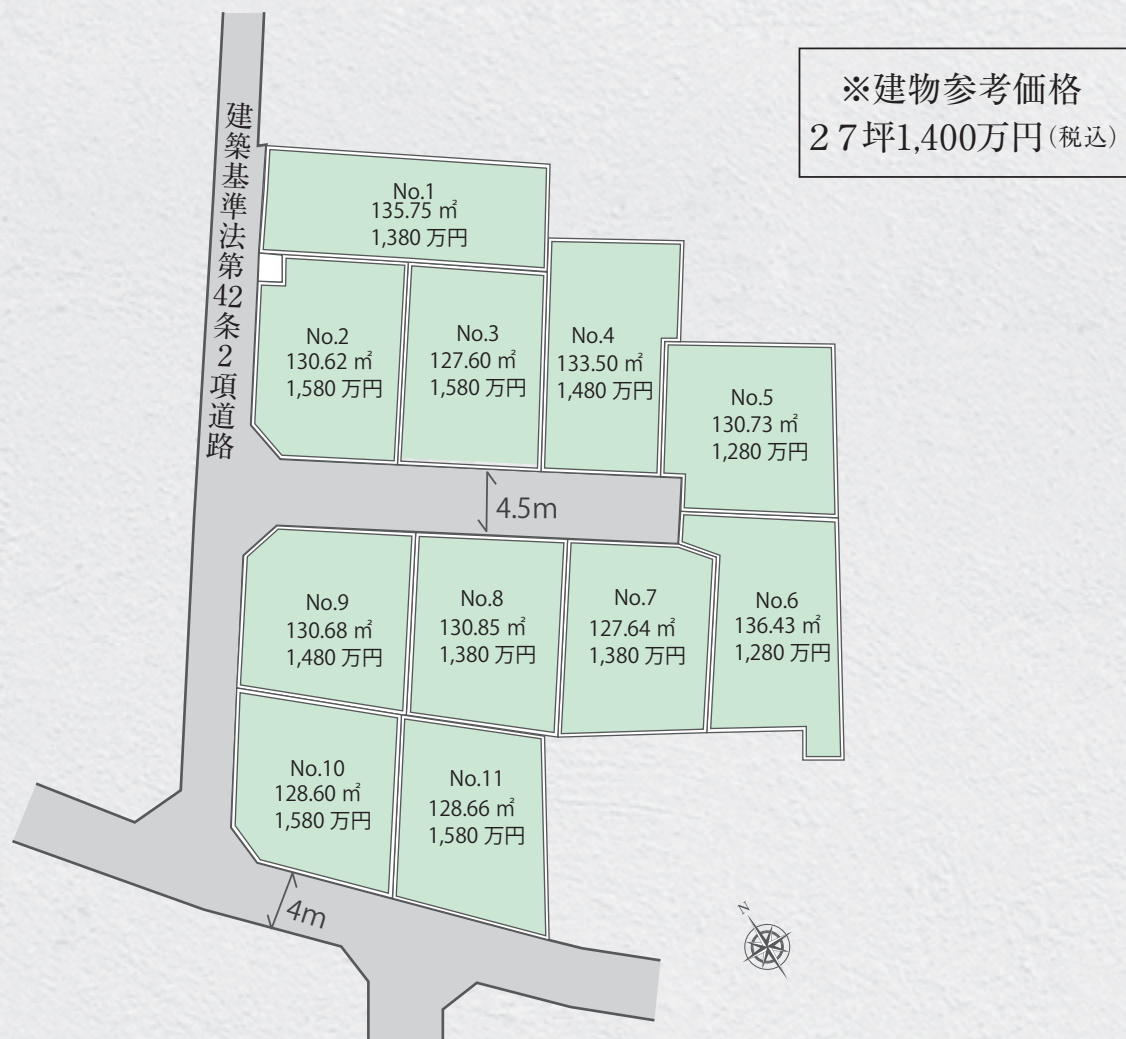 ※建物参考価格
２７坪1,400万円(税込)
建築基準法第42条2項道路
No.1
135.75 ㎡
1,380 万円
No.2
130.62 ㎡
1,580 万円
No.3
127.60 ㎡
1,580 万円
No.4
133.50 ㎡
1,480 万円
No.5
130.73 ㎡
1,280 万円
4.5m
No.9
130.68 ㎡
1,480 万円
No.8
130.85 ㎡
1,380 万円
No.7
127.64 ㎡
1,380 万円
No.6
136.43 ㎡
1,280 万円
No.10
128.60 ㎡
1,580 万円
No.11
128.66 ㎡
1,580 万円
4m
N